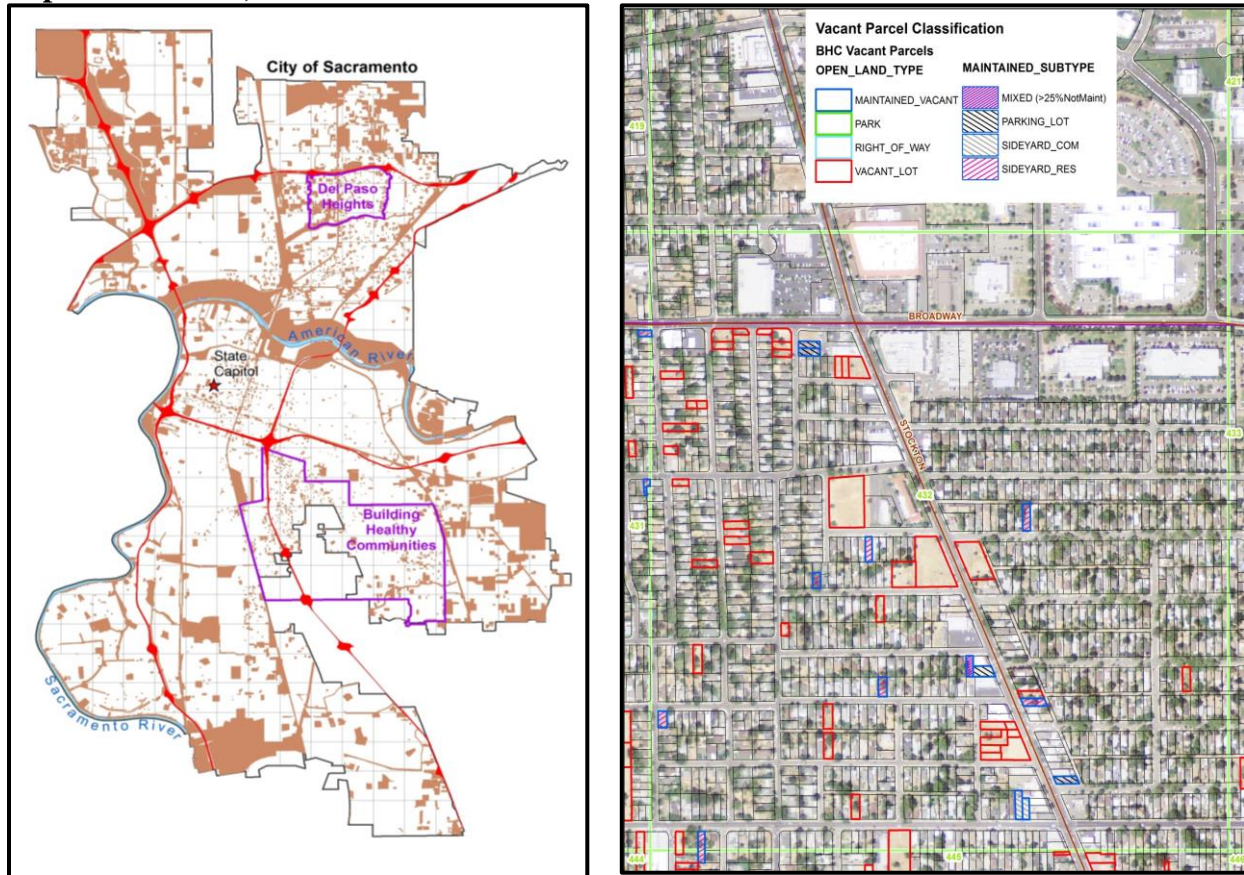 City of Sacramento
Del Paso
Heights
American River
State
Capitol
Building
Healthy
Communities
Sacramento River
Vacant Parcel Classification
BHC Vacant Parcels
OPEN_LAND_TYPE
MAINTAINED_SUBTYPE
MAINTAINED_VACANT
MIXED (>25%NotMaint)
PARK
PARKING_LOT
RIGHT_OF_WAY
SIDEYARD_COM
VACANT_LOT
SIDEYARD_RES
421
419
BROADWAY
STOCKTON
433
432
431
444
445
446